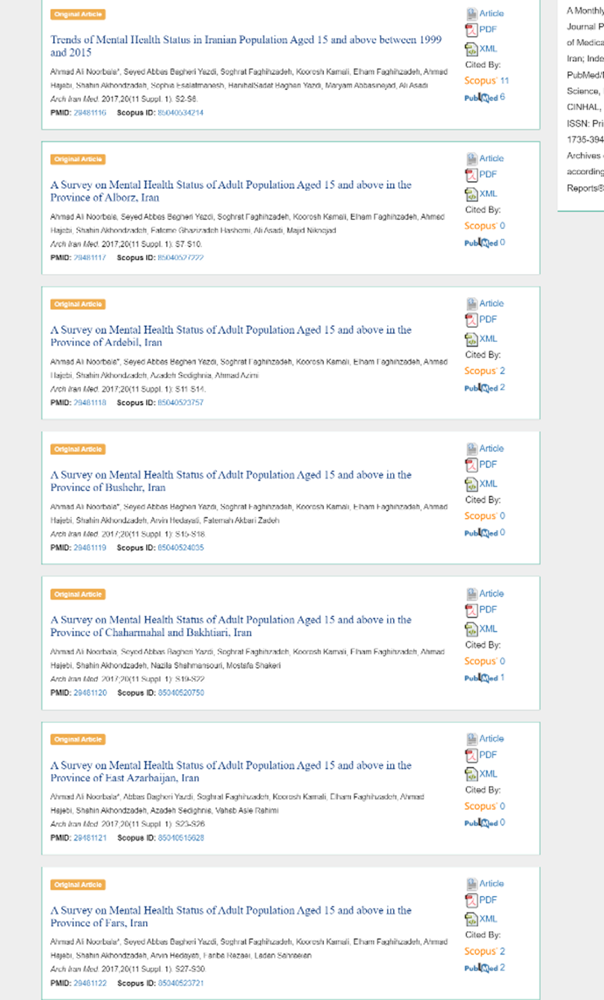 Original Article
Trends of Mental Health Status in Iranian Population Aged 15 and above between 1999
and 2015
Ahmad Ali Noorbala*, Seyed Abbas Bagheri Yazdi, Soghrat Faghihzadeh, Koorosh Kamali, Elham Faghihzadeh, Ahmad
Hajebi, Shahin Akhondzadeh, Sophia Esalatmanesh, HanihalSadat Bagheri Yazdi, Maryam Abbasinejad, Ali Asadi
Arch Iran Med. 2017;20(11 Suppl. 1): S2-S6.
PMID: 29481116 Scopus ID: 85040534214
Article
PDF
XML
Cited By:
Scopus 11
PubMed 6
Original Article
A Survey on Mental Health Status of Adult Population Aged 15 and above in the
Province of Alborz, Iran
Ahmad Ali Noorbala, Seyed Abbas Bagheri Yazdi, Soghrat Faghihzadeh, Koorosh Kamali, Elham Faghihzadeh, Ahmad
Hajebi, Shahin Akhondzadeh, Fateme Ghazizadeh Hashemi, Ali Asadi, Majid Niknejad
Arch Iran Med. 2017;20(11 Suppl. 1): S7-S10.
PMID: 29481117 Scopus ID: 85040527222
Article
PDF
XML
Cited By:
Scopus 0
PubMed 0
Original Article
A Survey on Mental Health Status of Adult Population Aged 15 and above in the
Province of Ardebil, Iran
Ahmad Ali Noorbala*, Seyed Abbas Bagheri Yazdi, Soghrat Faghihzadeh, Koorosh Kamali, Elham Faghihzadeh, Ahmad
Hajebi, Shahin Akhondzadeh, Azadeh Sedighnia, Ahmad Azimi
Arch Iran Med. 2017;20(11 Suppl. 1): S11-S14.
PMID: 29481118 Scopus ID: 85040523757
Article
PDF
XML
Cited By:
Scopus 2
PubMed 2
Original Article
A Survey on Mental Health Status of Adult Population Aged 15 and above in the
Province of Bushehr, Iran
Ahmad Ali Noorbala*, Seyed Abbas Bagheri Yazdi, Soghrat Faghihzadeh, Koorosh Kamali, Elham Faghihzadeh, Ahmad
Hajebi, Shahin Akhondzadeh, Arvin Hedayati, Fatemah Akbari Zadeh
Arch Iran Med. 2017;20(11 Suppl. 1): S15-S18.
PMID: 29481119 Scopus ID: 85040524035
Article
PDF
XML
Cited By:
Scopus 0
PubMed 0
Original Article
A Survey on Mental Health Status of Adult Population Aged 15 and above in the
Province of Chaharmahal and Bakhtiari, Iran
Ahmad Ali Noorbala, Seyed Abbas Bagheri Yazdi, Soghrat Faghihzadeh, Koorosh Kamali, Elham Faghihzadeh, Ahmad
Hajebi, Shahin Akhondzadeh, Nazila Shahmansouri, Mostafa Shakeri
Arch Iran Med. 2017;20(11 Suppl. 1): S19-S22.
PMID: 29481120 Scopus ID: 85040520750
Article
PDF
XML
Cited By:
Scopus 0
PubMed 1
Original Article
A Survey on Mental Health Status of Adult Population Aged 15 and above in the
Province of East Azarbaijan, Iran
Ahmad Ali Noorbala*, Abbas Bagheri Yazdi, Soghrat Faghihzadeh, Koorosh Kamali, Elham Faghihzadeh, Ahmad
Hajebi, Shahin Akhondzadeh, Azadeh Sedighnia, Vahab Asle Rahimi
Arch Iran Med. 2017;20(11 Suppl. 1): S23-S26.
PMID: 29481121 Scopus ID: 85040515628
Article
PDF
XML
Cited By:
Scopus 0
PubMed 0
Original Article
A Survey on Mental Health Status of Adult Population Aged 15 and above in the
Province of Fars, Iran
Ahmad Ali Noorbala*, Seyed Abbas Bagheri Yazdi, Soghrat Faghihzadeh, Koorosh Kamali, Elham Faghihzadeh, Ahmad
Hajebi, Shahin Akhondzadeh, Arvin Hedayati, Fariba Rezaei, Ladan Sahraeian
Arch Iran Med. 2017;20(11 Suppl. 1): S27-S30.
PMID: 29481122 Scopus ID: 85040523721
Article
PDF
XML
Cited By:
Scopus 2
PubMed 2
A Monthly
Journal P
of Medica
Iran; Inde
PubMed/
Science,
CINHAL,
ISSN: Pri
1735-394
Archives
according
Reports®